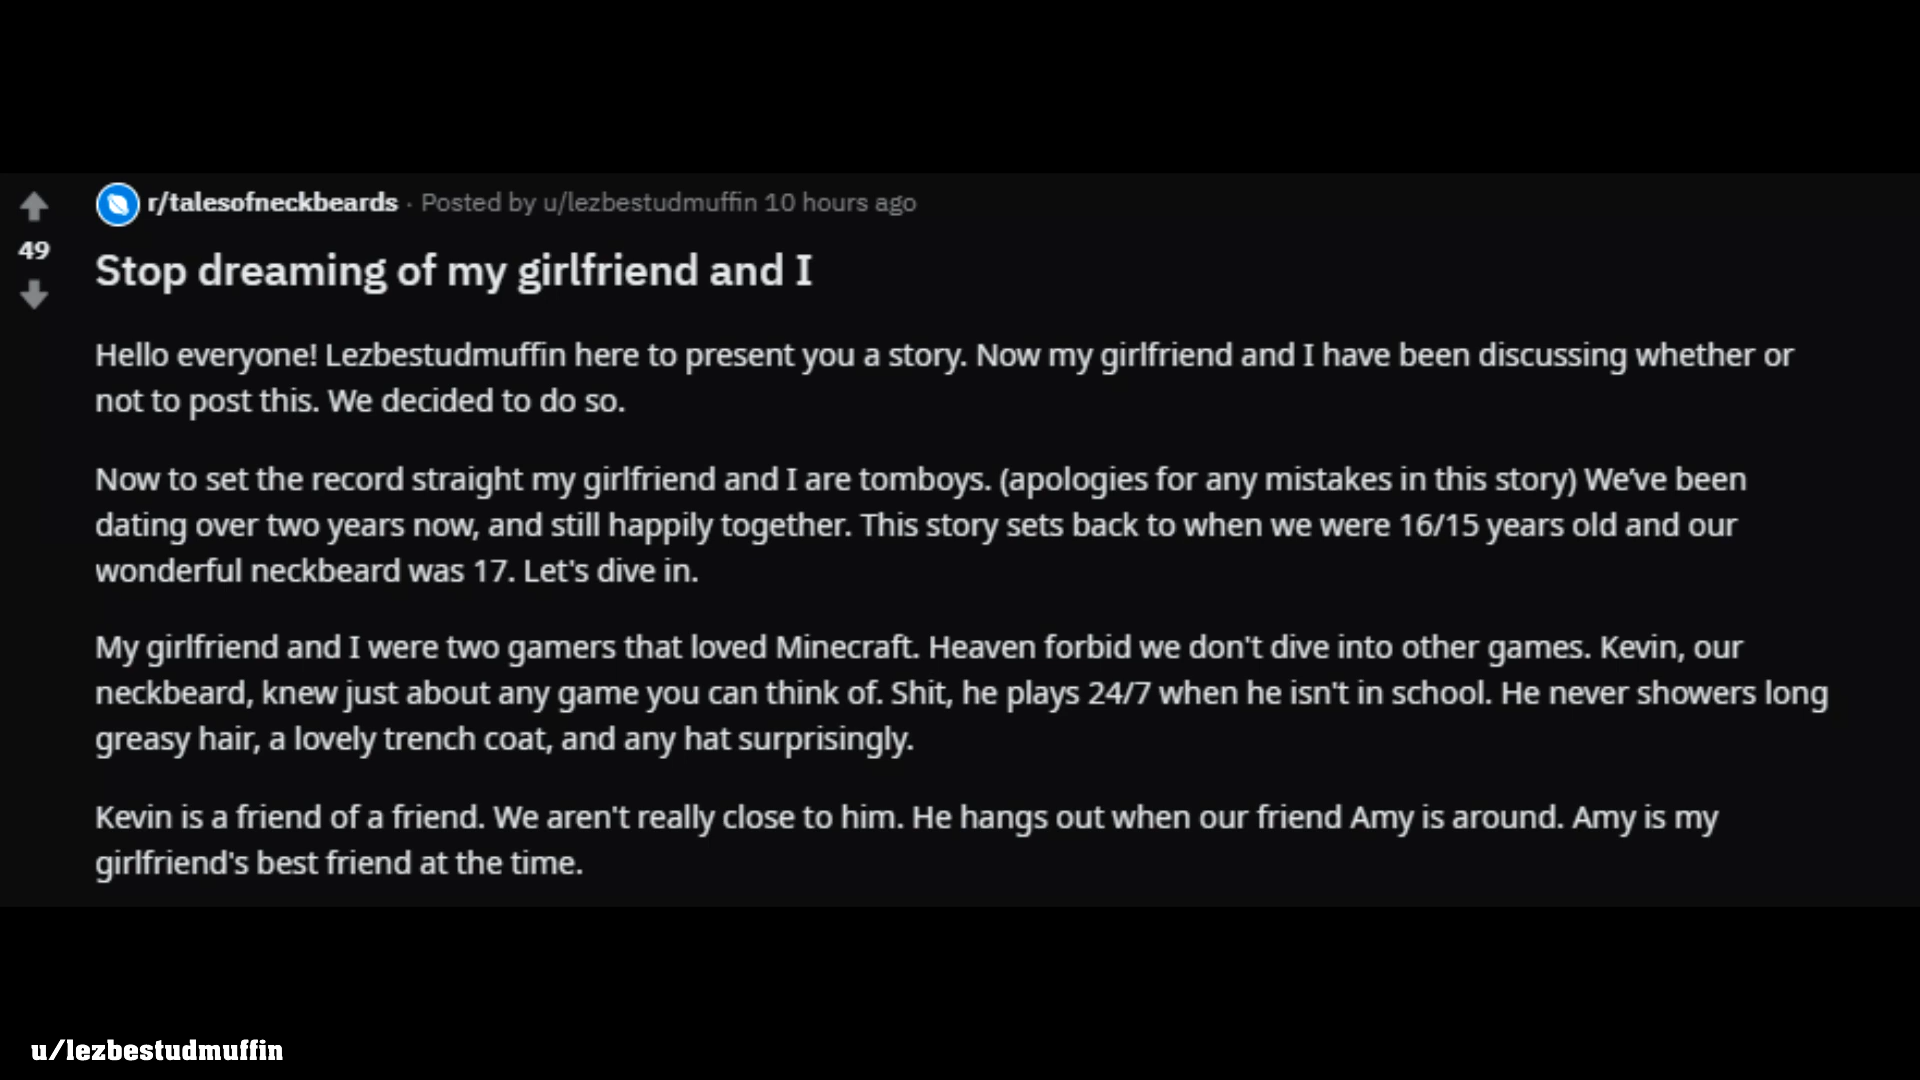 r/talesofneckbeards · Posted by u/lezbestudmuffin 10 hours ago
49
Stop dreaming of my girlfriend and I
Hello everyone! Lezbestudmuffin here to present you a story. Now my girlfriend and I have been discussing whether or
not to post this. We decided to do so.
Now to set the record straight my girlfriend and I are tomboys. (apologies for any mistakes in this story) We’ve been
dating over two years now, and still happily together. This story sets back to when we were 16/15 years old and our
wonderful neckbeard was 17. Let's dive in.
My girlfriend and I were two gamers that loved Minecraft. Heaven forbid we don't dive into other games. Kevin, our
neckbeard, knew just about any game you can think of. Shit, he plays 24/7 when he isn't in school. He never showers long
greasy hair, a lovely trench coat, and any hat surprisingly.
Kevin is a friend of a friend. We aren't really close to him. He hangs out when our friend Amy is around. Amy is my
girlfriend's best friend at the time.
u/lezbestudmuffin